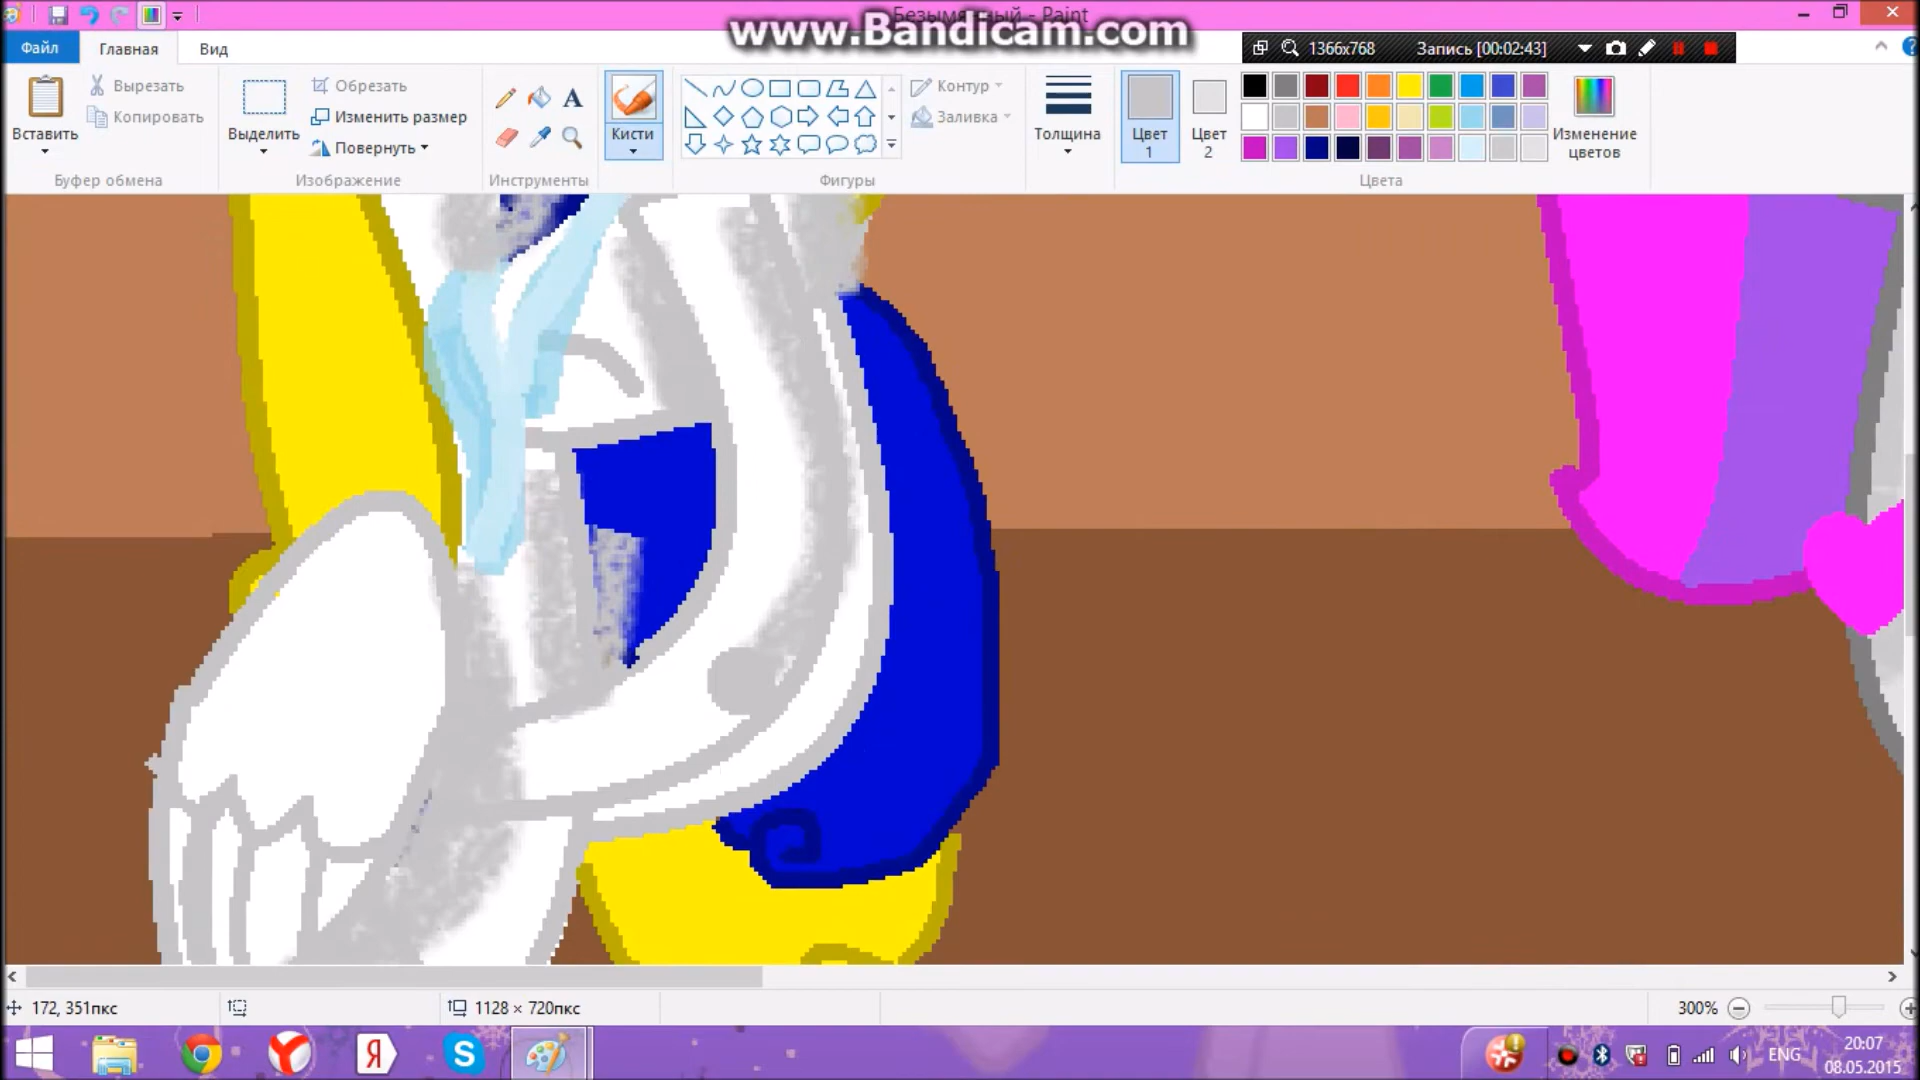 Безымянный - Paint
www.Bandicam.com
1366x768 Запись [00:02:43]
Файл Главная Вид
Вставить
Вырезать
Копировать
Буфер обмена
Выделить
Обрезать
Изменить размер
Повернуть
Изображение
A
Инструменты
Кисти
Фигуры
Контур
Заливка
Толщина
Цвет 1
Цвет 2
Изменение цветов
Цвета
172, 351пкс
1128 × 720пкс
300%
Я
S
ENG
20:07
08.05.2015